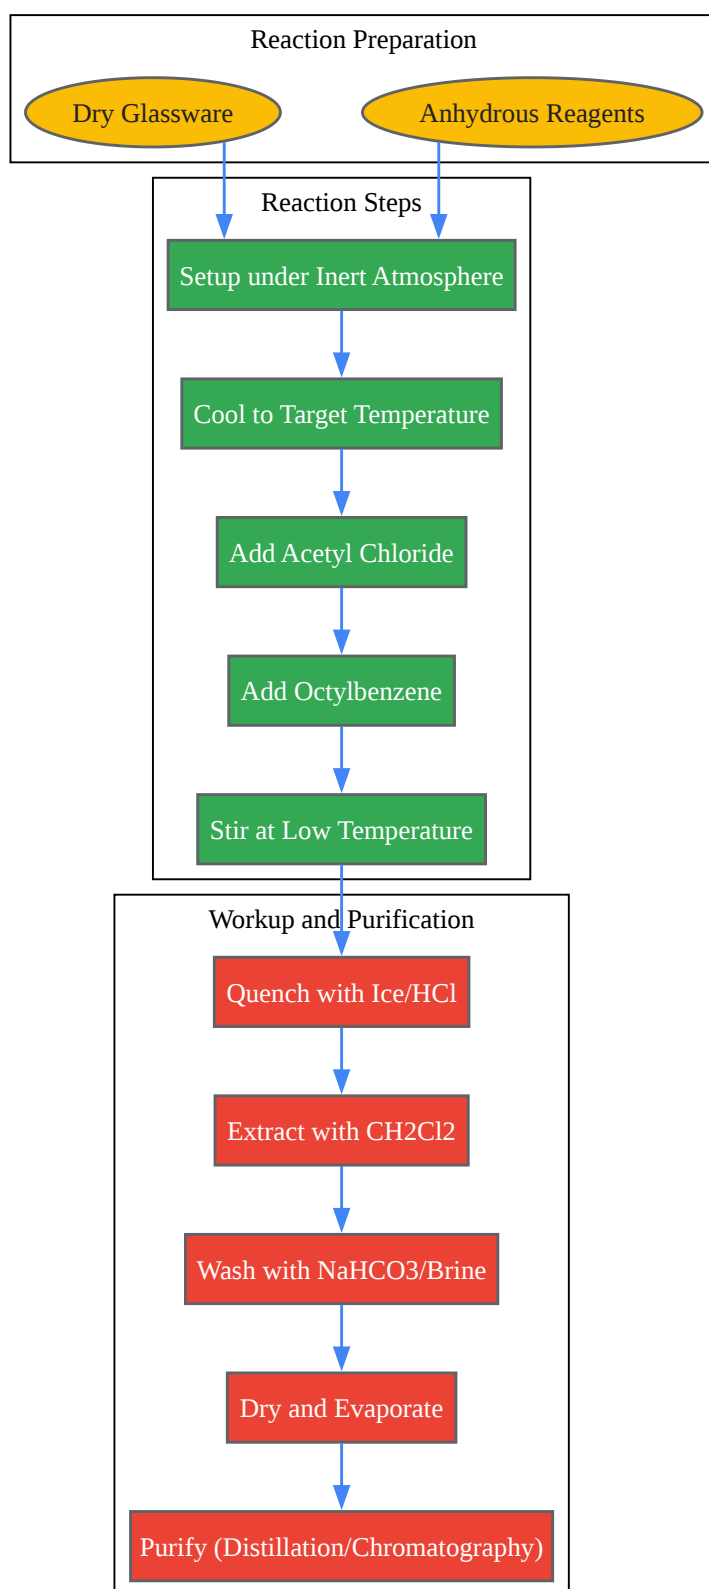 Reaction Preparation
Dry Glassware
Anhydrous Reagents
Reaction Steps
Setup under Inert Atmosphere
Cool to Target Temperature
Add Acetyl Chloride
Add Octylbenzene
Stir at Low Temperature
Workup and Purification
Quench with Ice/HCl
Extract with CH2Cl2
Wash with NaHCO3/Brine
Dry and Evaporate
Purify (Distillation/Chromatography)